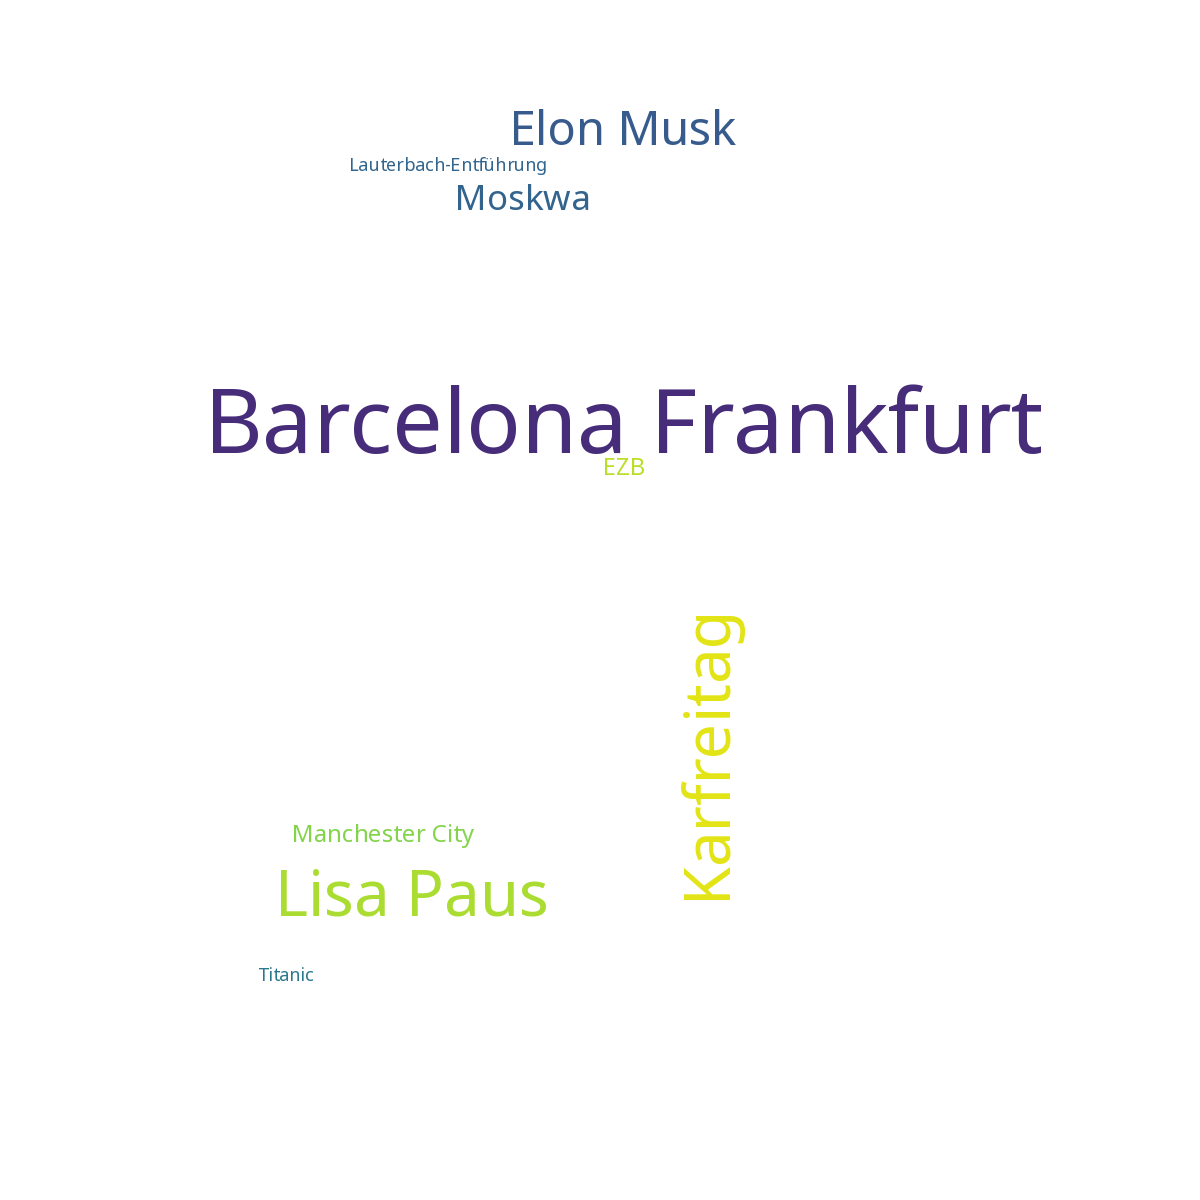 Elon Musk
Lauterbach-Entführung
Moskwa
Barcelona Frankfurt
EZB
Karfreitag
Manchester City
Lisa Paus
Titanic